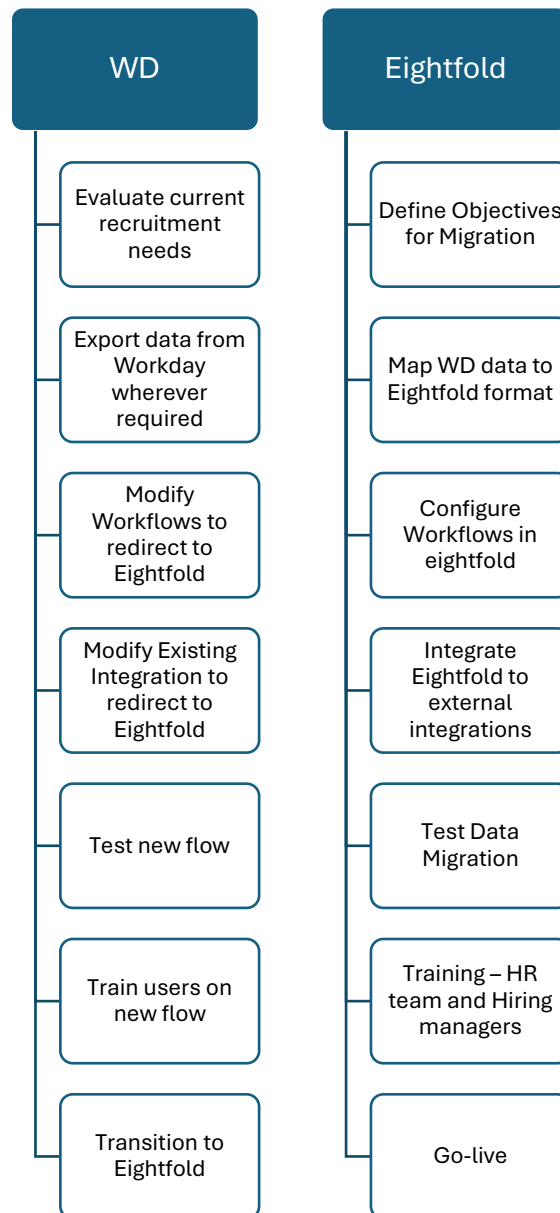 WD
Evaluate current
recruitment
needs
Export data from
Workday
wherever
required
Modify
Workflows to
redirect to
Eightfold
Modify Existing
Integration to
redirect to
Eightfold
Test new flow
Train users on
new flow
Transition to
Eightfold
Eightfold
Define Objectives
for Migration
Map WD data to
Eightfold format
Configure
Workflows in
eightfold
Integrate
Eightfold to
external
integrations
Test Data
Migration
Training – HR
team and Hiring
managers
Go-live